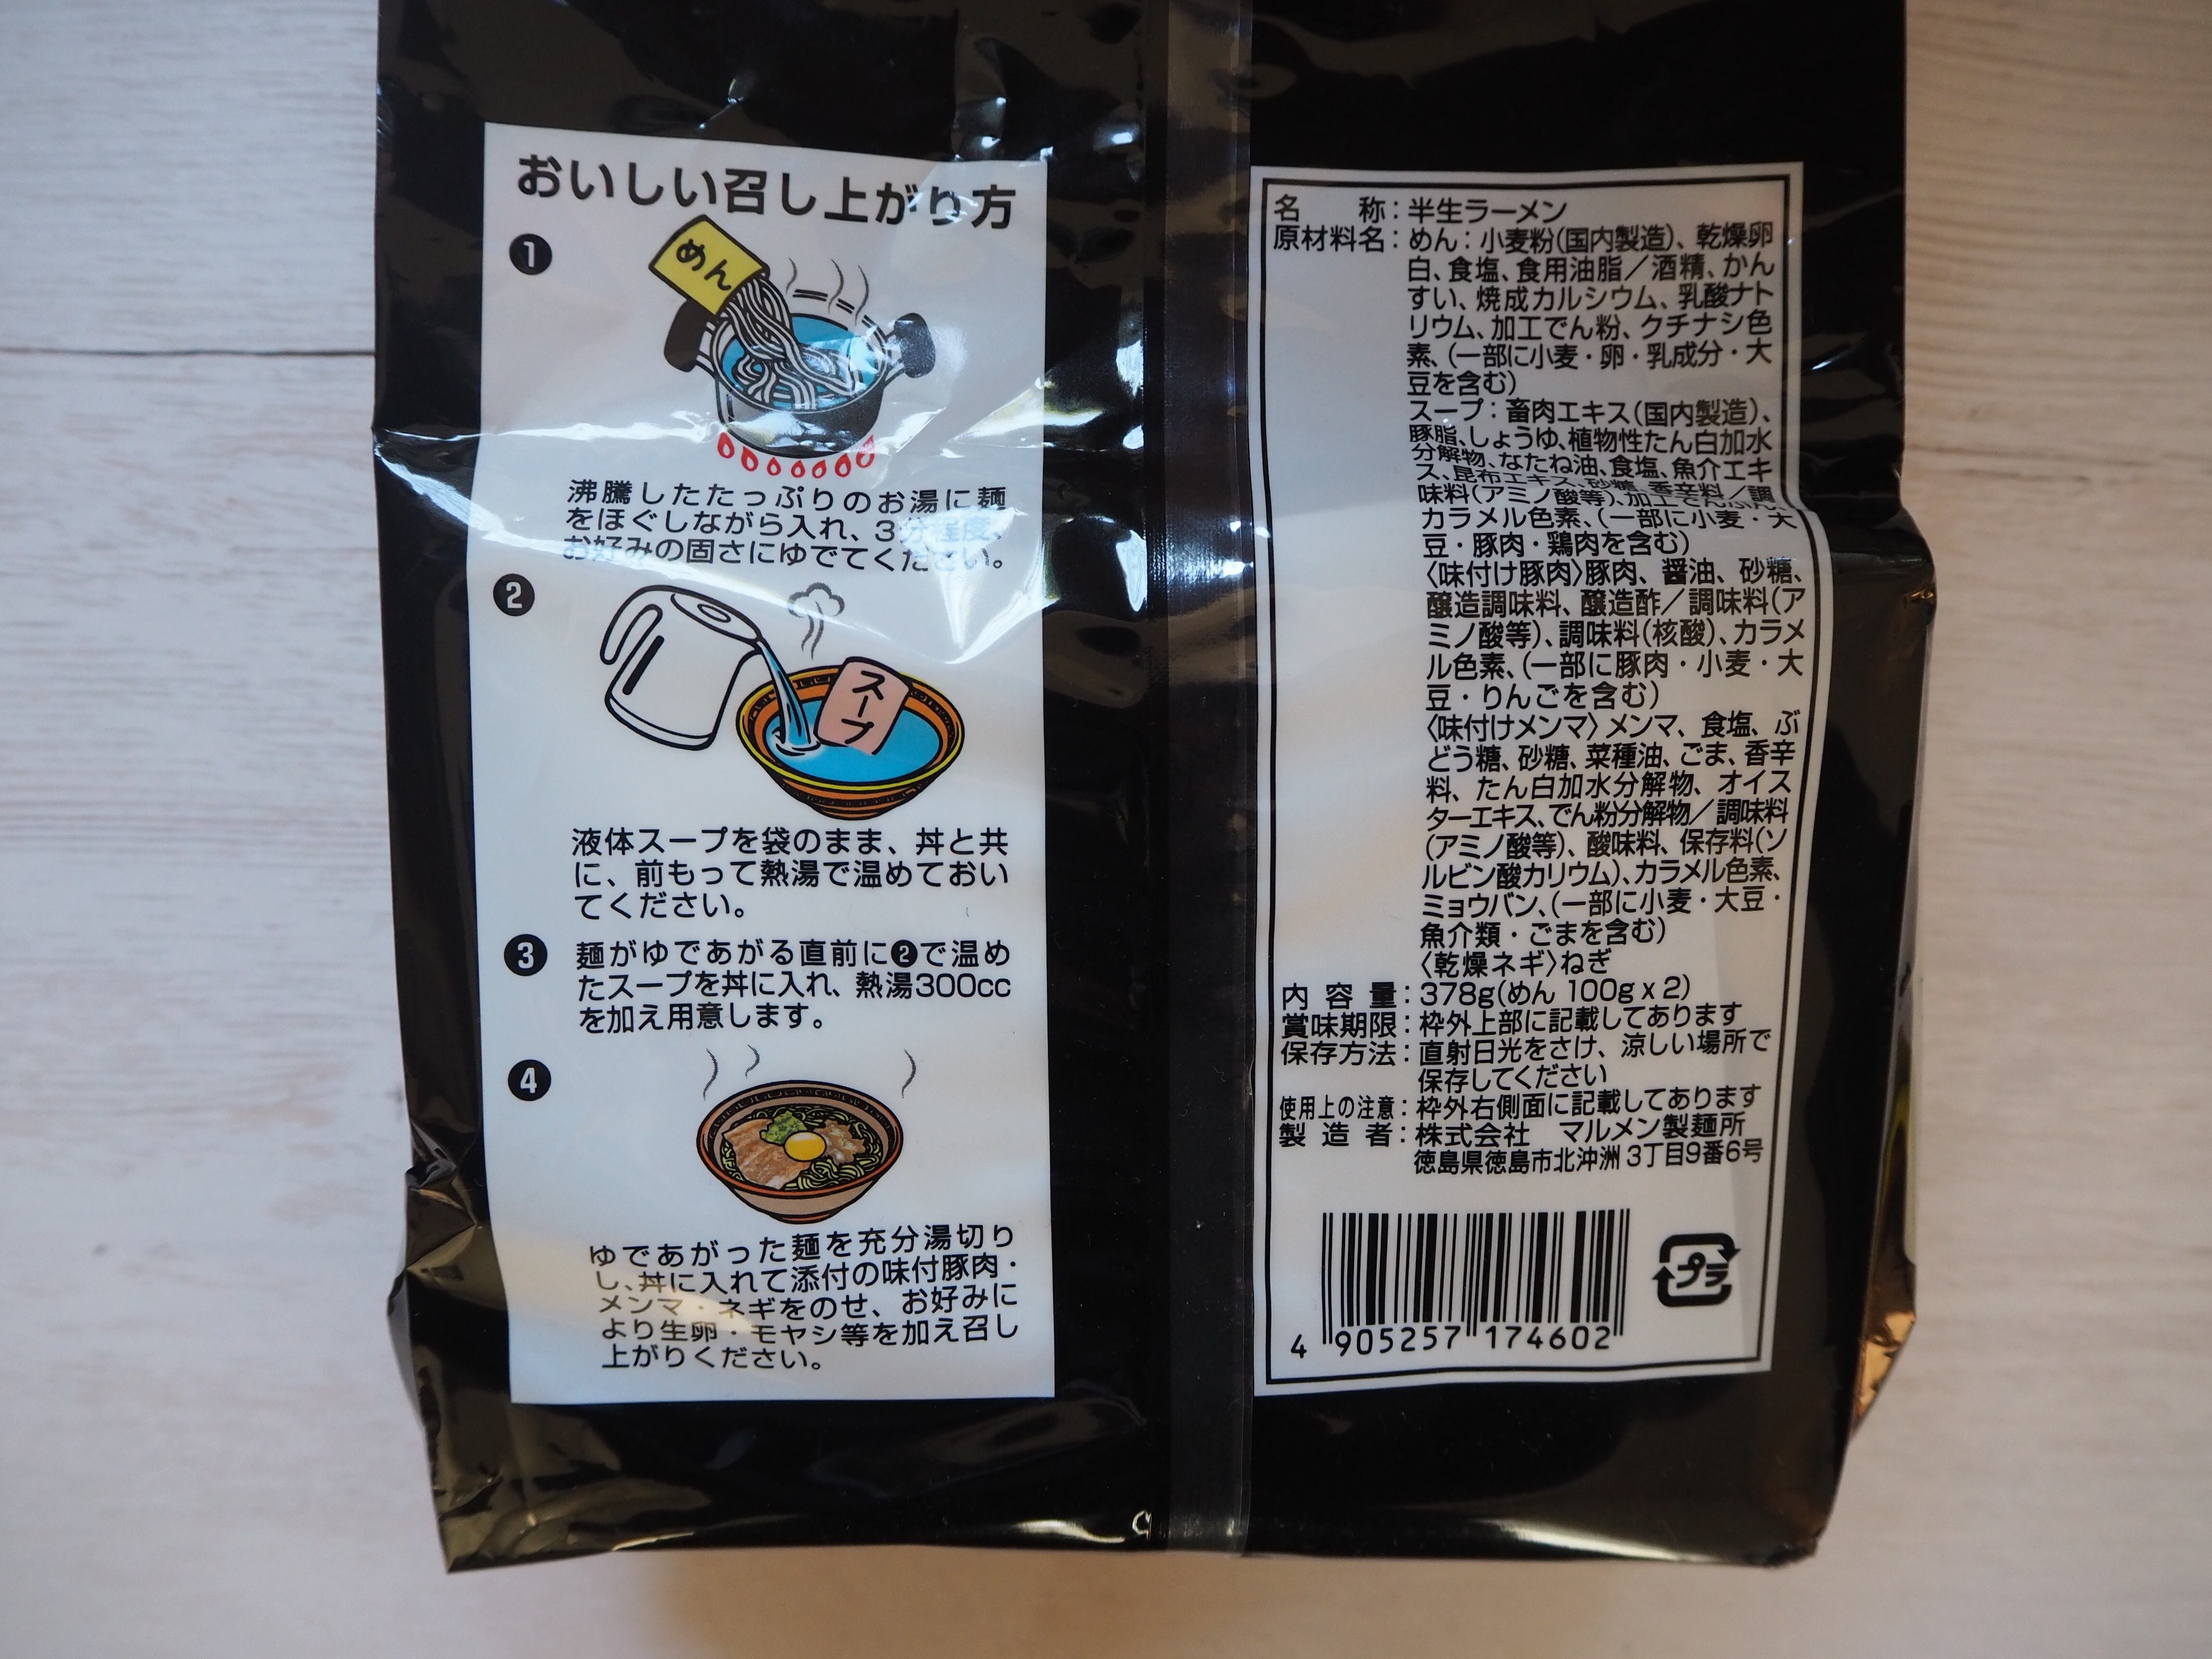 おいしい召し上がり方
❶
めん
沸騰したたっぷりのお湯に麺
をほぐしながら入れ、3分程度、
お好みの固さにゆでてください。
❷
スープ
液体スープを袋のまま、丼と共
に、前もって熱湯で温めておい
てください。
❸ 麺がゆであがる直前に❷で温め
たスープを丼に入れ、熱湯300cc
を加え用意します。
❹
ゆであがった麺を充分湯切り
し、丼に入れて添付の味付豚肉・
メンマ・ネギをのせ、お好みに
より生卵・モヤシ等を加え召し
上がりください。
名称:半生ラーメン
原材料名:めん:小麦粉(国内製造)、乾燥卵
白、食塩、食用油脂/酒精、かん
すい、焼成カルシウム、乳酸ナト
リウム、加工でん粉、クチナシ色
素、(一部に小麦・卵・乳成分・大
豆を含む)
スープ:畜肉エキス(国内製造)、
豚脂、しょうゆ、植物性たん白加水
分解物、なたね油、食塩、魚介エキ
ス、昆布エキス、砂糖、香辛料/調
味料(アミノ酸等)、加工でんぷん、
カラメル色素、(一部に小麦・大
豆・豚肉・鶏肉を含む)
〈味付け豚肉〉豚肉、醤油、砂糖、
醸造調味料、醸造酢/調味料(ア
ミノ酸等)、調味料(核酸)、カラメ
ル色素、(一部に豚肉・小麦・大
豆・りんごを含む)
〈味付けメンマ〉メンマ、食塩、ぶ
どう糖、砂糖、菜種油、ごま、香辛
料、たん白加水分解物、オイス
ターエキス、でん粉分解物/調味料
(アミノ酸等)、酸味料、保存料(ソ
ルビン酸カリウム)、カラメル色素、
ミョウバン、(一部に小麦・大豆・
魚介類・ごまを含む)
〈乾燥ネギ〉ねぎ
内容量:378g(めん 100g x 2)
賞味期限:枠外上部に記載してあります
保存方法:直射日光をさけ、涼しい場所で
保存してください
使用上の注意:枠外右側面に記載してあります
製造者:株式会社 マルメン製麺所
徳島県徳島市北沖洲3丁目9番6号
プラ
4 905257 174602